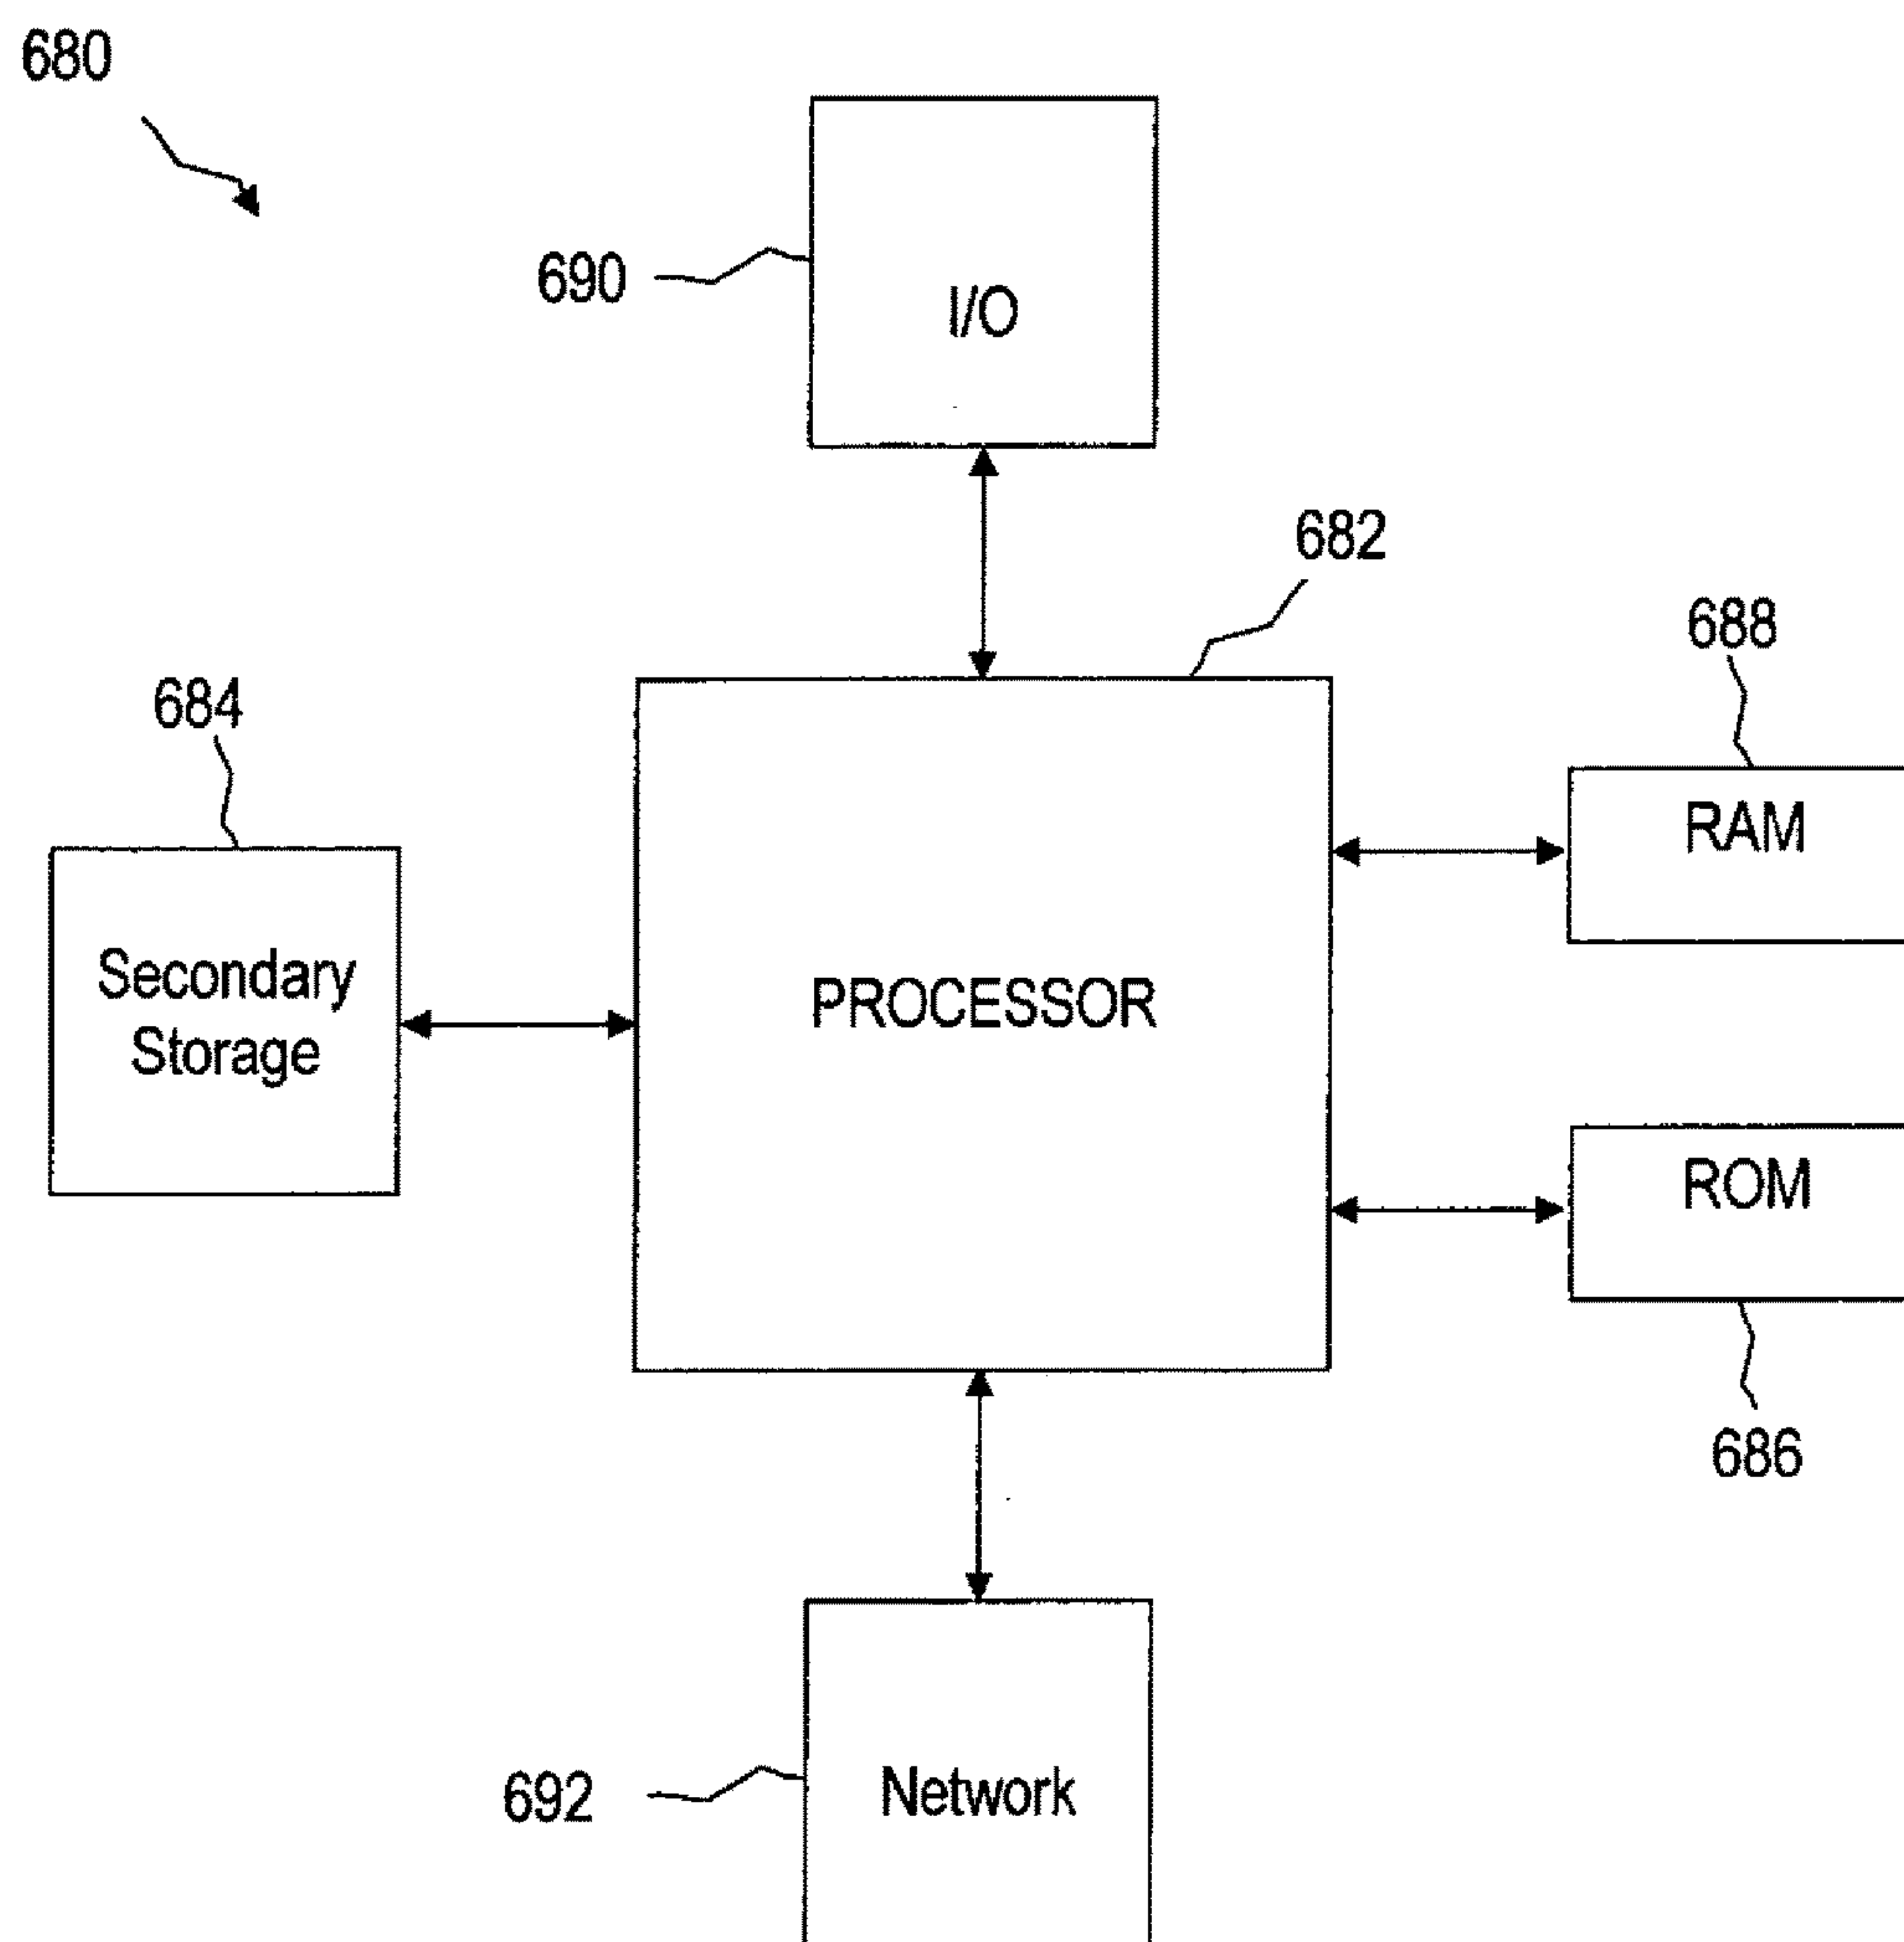 680
690
I/O
682
688
684
RAM
Secondary
Storage
PROCESSOR
ROM
686
692
Network